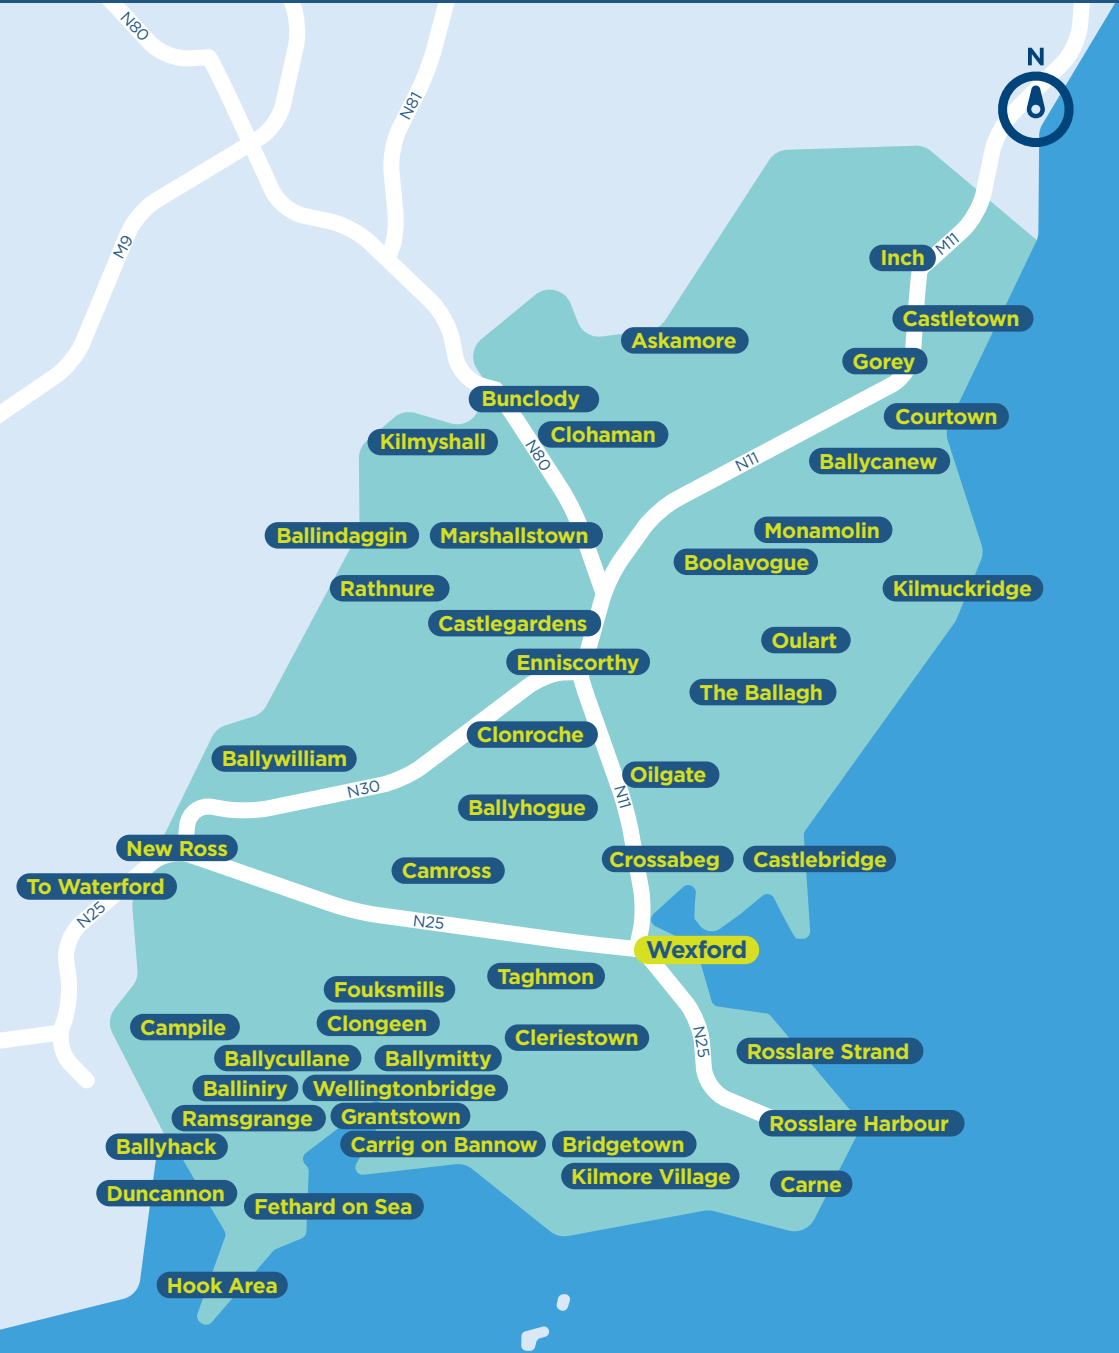 N80
N
N81
M9
M11
Inch
Castletown
Askamore
Gorey
Bunclody
Courtown
Clohaman
Kilmyshall
N80
N11
Ballycanew
Monamolin
Ballindaggin
Marshallstown
Boolavogue
Rathnure
Kilmuckridge
Castlegardens
Oulart
Enniscorthy
The Ballagh
Clonroche
Ballywilliam
Oilgate
N30
N11
Ballyhogue
New Ross
Crossabeg
Castlebridge
Camross
To Waterford
N25
N25
Wexford
Taghmon
Fouksmills
Clongeen
Campile
Cleriestown
N25
Rosslare Strand
Ballycullane
Ballymitty
Balliniry
Wellingtonbridge
Ramsgrange
Grantstown
Rosslare Harbour
Ballyhack
Carrig on Bannow
Bridgetown
Kilmore Village
Carne
Duncannon
Fethard on Sea
Hook Area